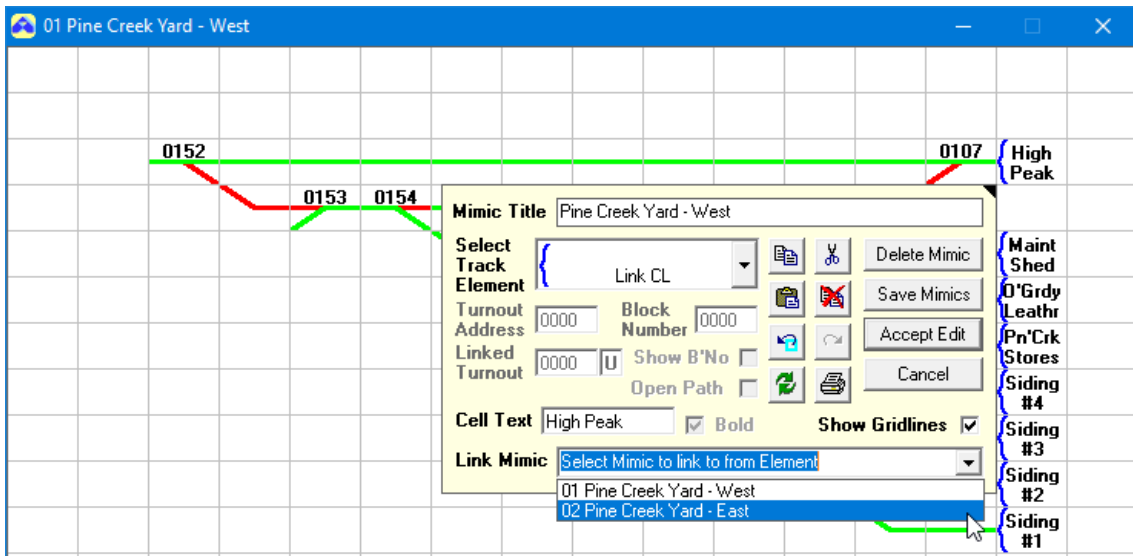 01 Pine Creek Yard - West
0152
0107
High
Peak
0153
0154
Mimic Title
Pine Creek Yard - West
Select
Track
Element
Link CL
Delete Mimic
Save Mimics
Turnout
Address
0000
Block
Number
0000
Accept Edit
Linked
Turnout
0000
U
Show B'No
Open Path
Cancel
Cell Text
High Peak
Bold
Show Gridlines
Link Mimic
Select Mimic to link to from Element
01 Pine Creek Yard - West
02 Pine Creek Yard - East
Maint
Shed
O'Grdy
Leathr
Pn'Crk
Stores
Siding
#4
Siding
#3
Siding
#2
Siding
#1